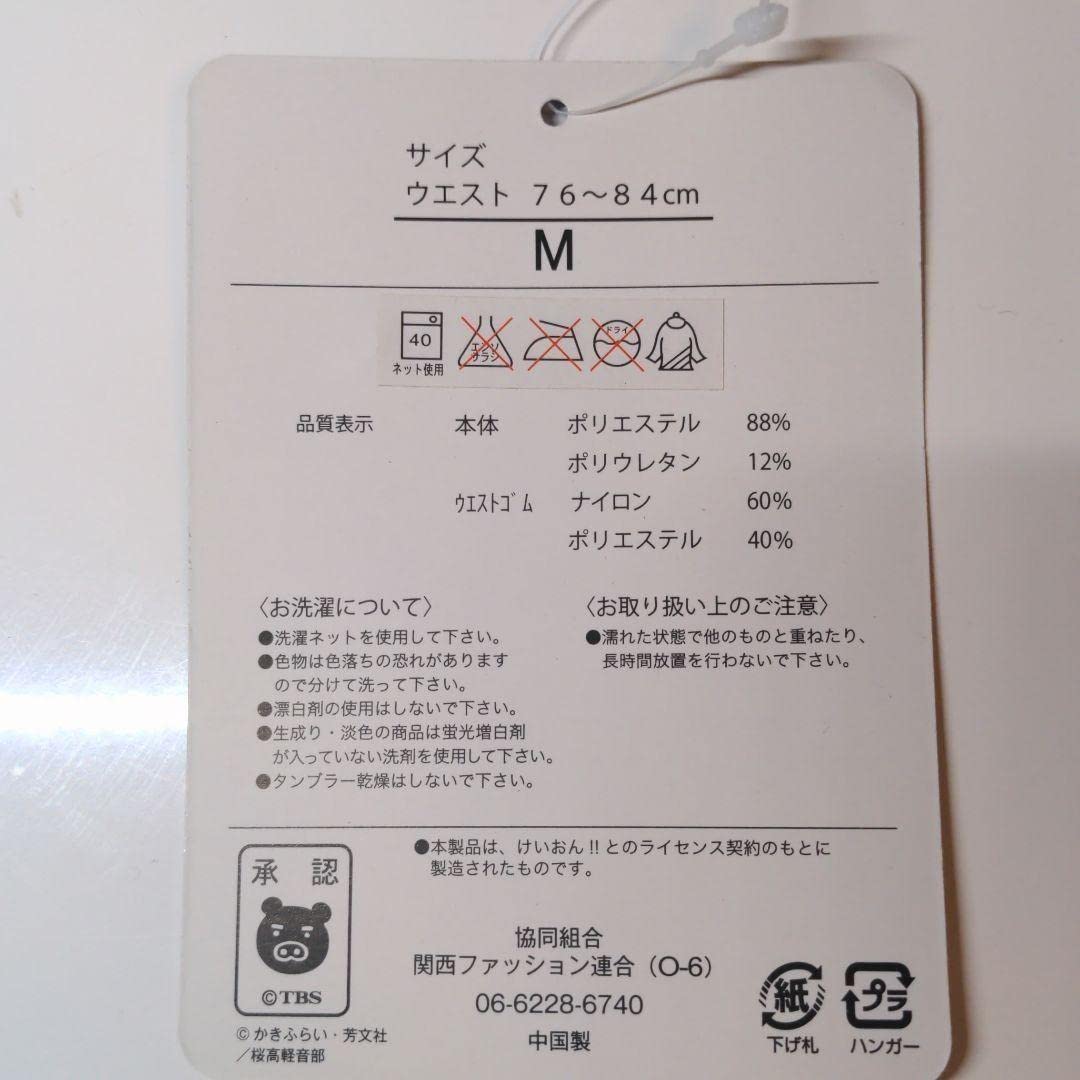 サイズ
ウエスト 76〜84cm
M
40
ネット使用
エンソ
サラシ
ドライ
品質表示 本体 ポリエステル 88%
ポリウレタン 12%
ｳｴｽﾄｺﾞﾑ ナイロン 60%
ポリエステル 40%
〈お洗濯について〉
●洗濯ネットを使用して下さい。
●色物は色落ちの恐れがあります
ので分けて洗って下さい。
●漂白剤の使用はしないで下さい。
●生成り・淡色の商品は蛍光増白剤
が入っていない洗剤を使用して下さい。
●タンブラー乾燥はしないで下さい。
〈お取り扱い上のご注意〉
●濡れた状態で他のものと重ねたり、
長時間放置を行わないで下さい。
承認
©TBS
©かきふらい・芳文社
／桜高軽音部
●本製品は、けいおん!!とのライセンス契約のもとに
製造されたものです。
協同組合
関西ファッション連合（O-6）
06-6228-6740
中国製
紙
下げ札
プラ
ハンガー